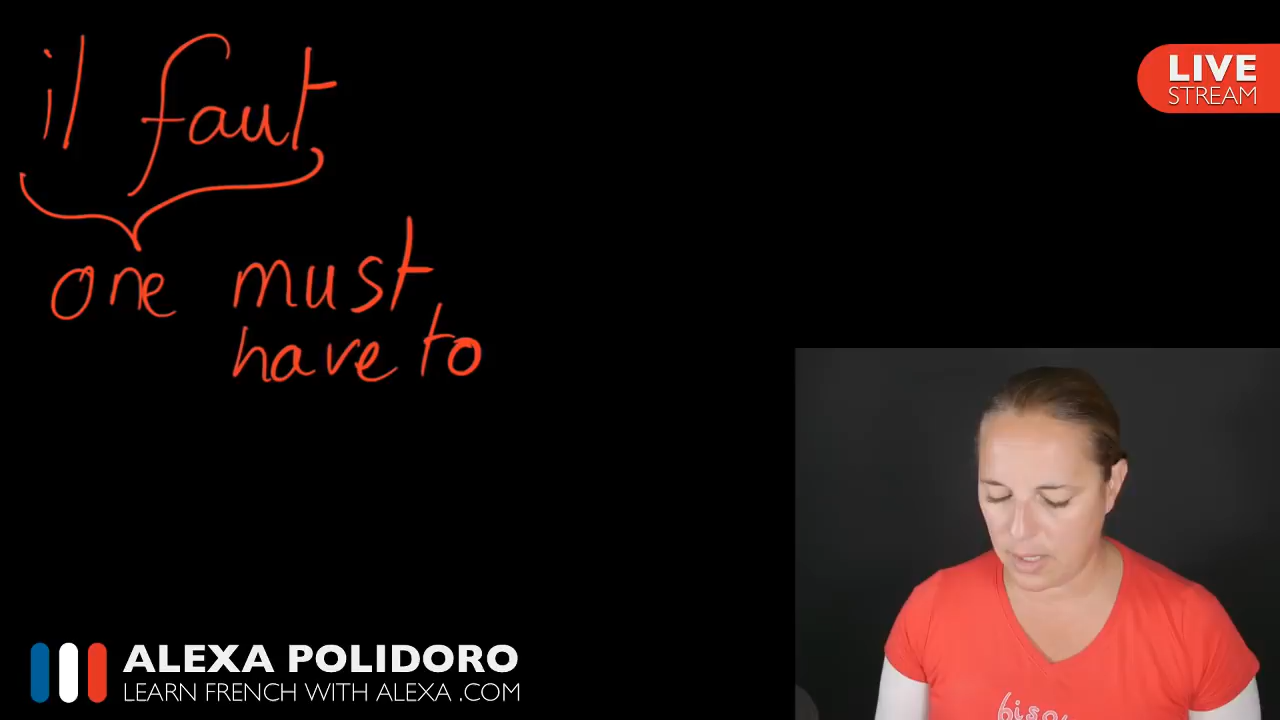 il faut
one must
have to
LIVE
STREAM
ALEXA POLIDORO
LEARN FRENCH WITH ALEXA .COM